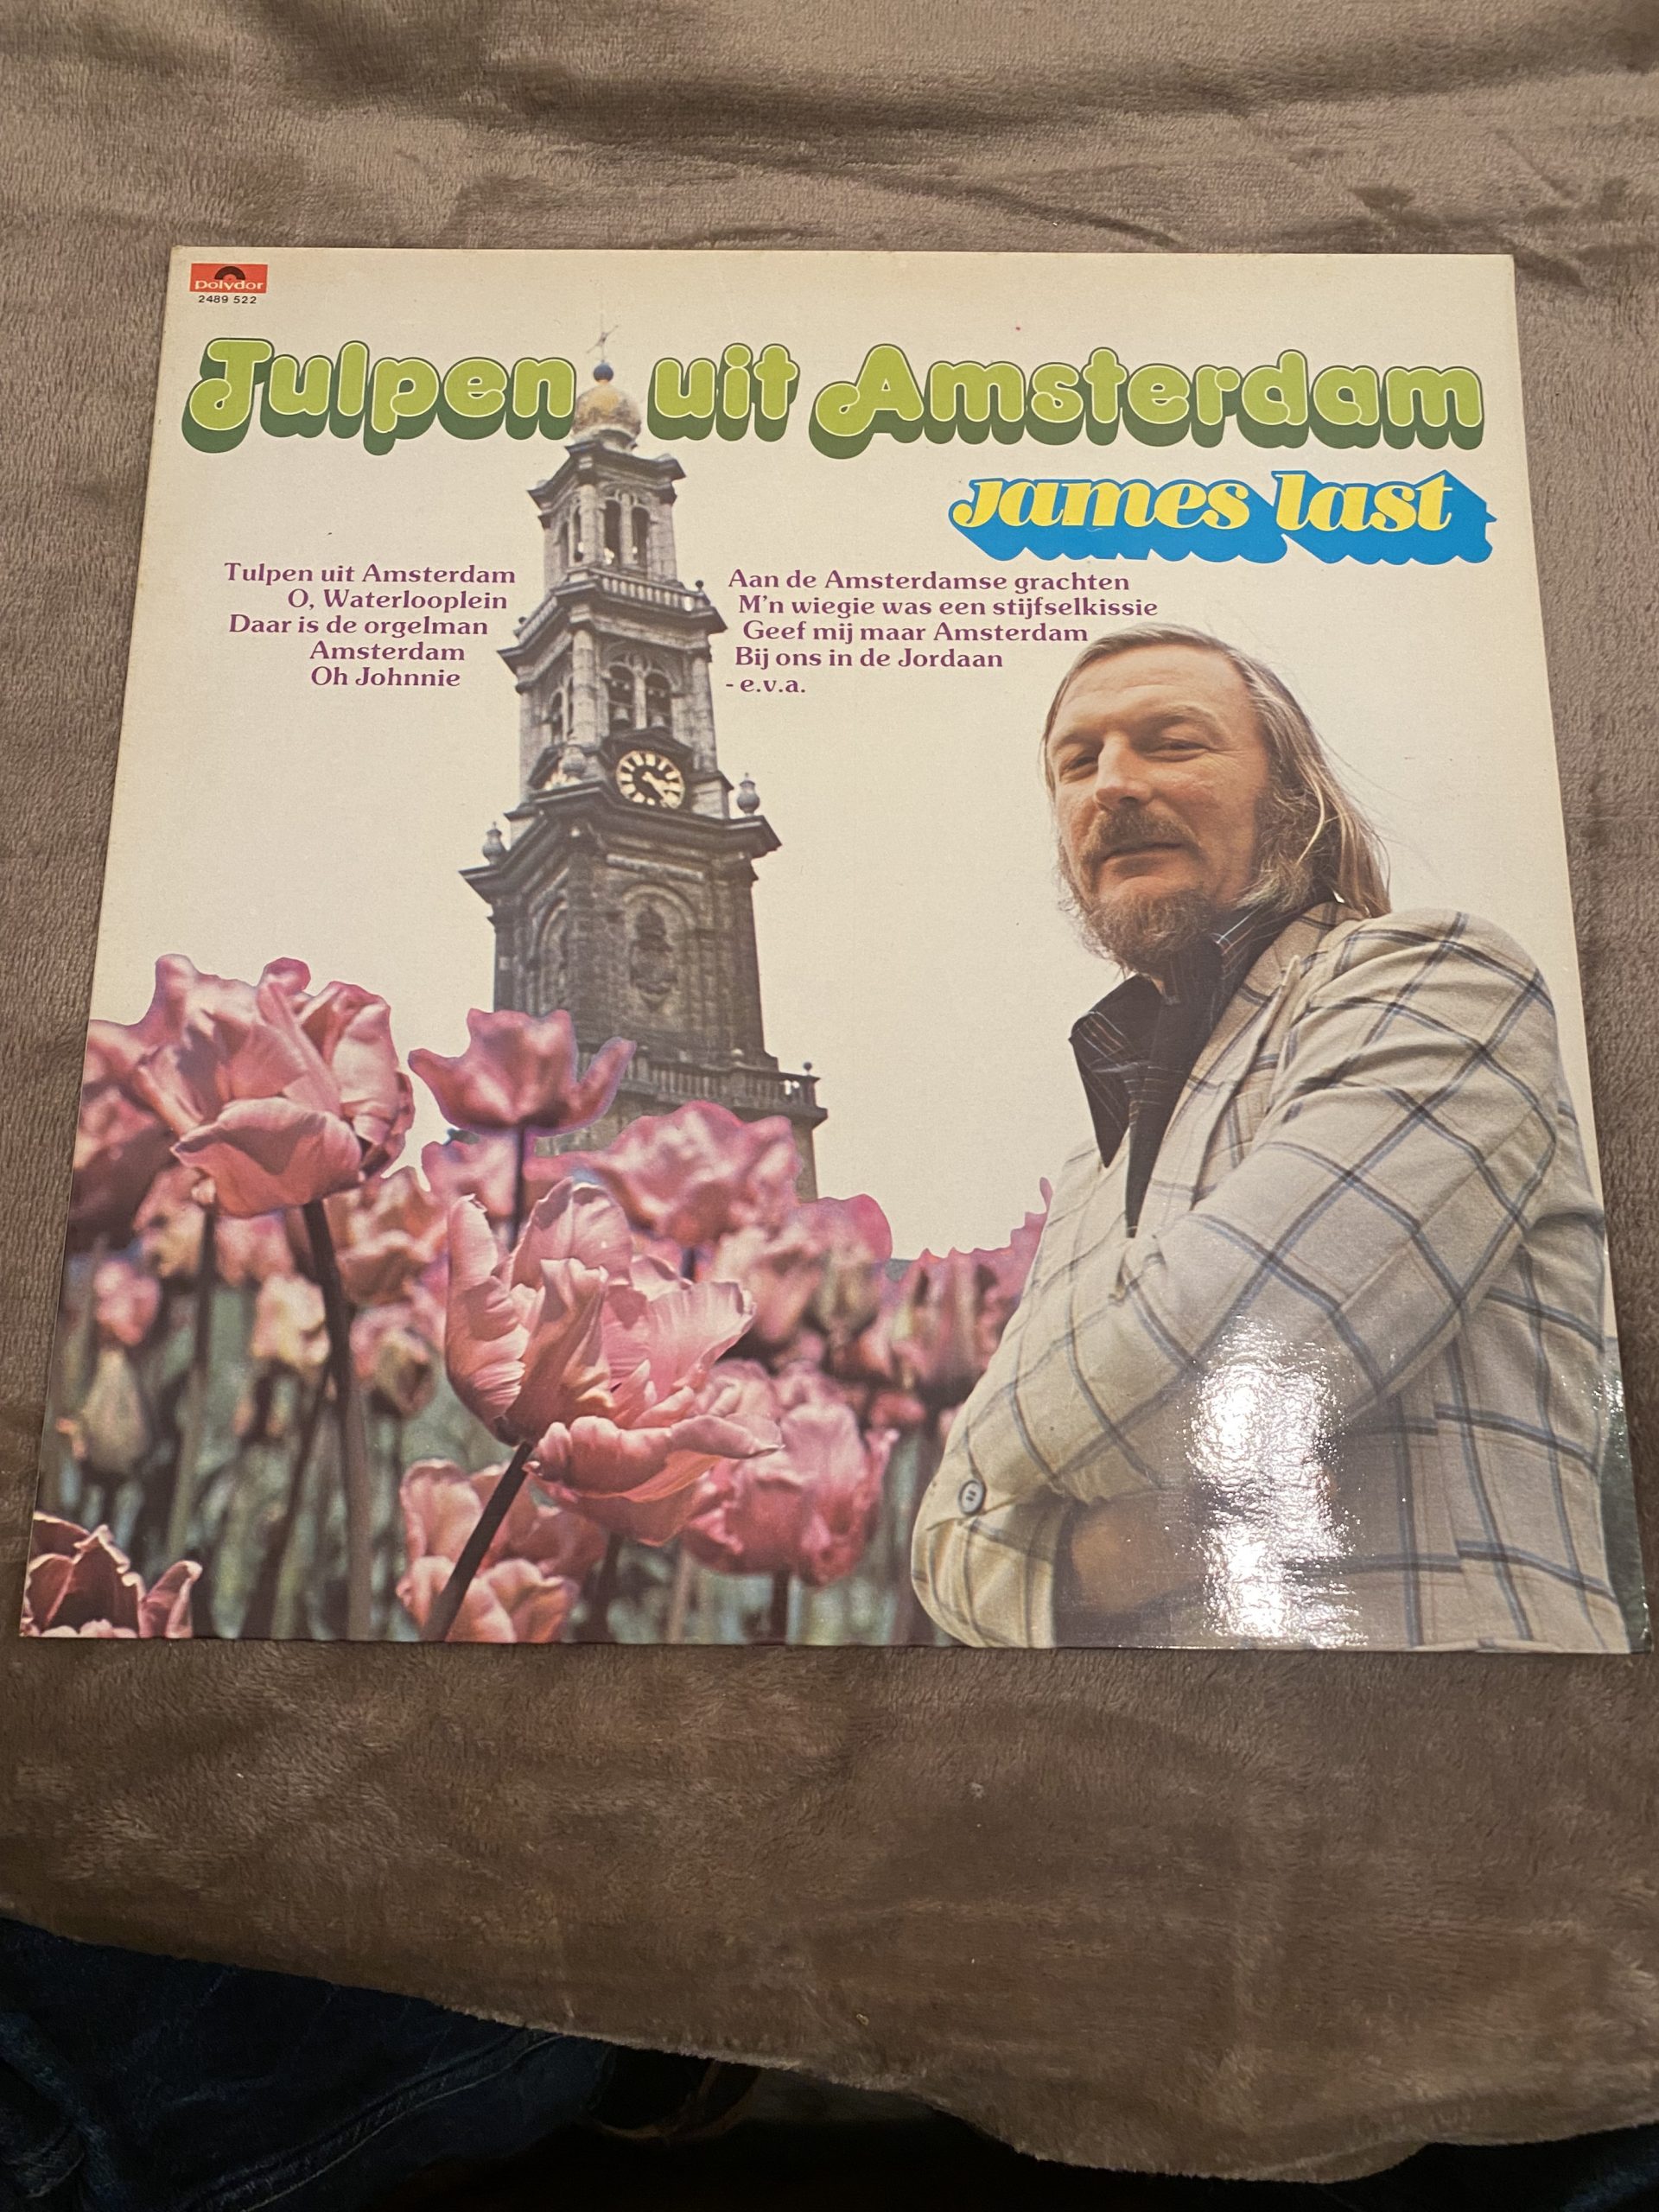 polydor
2489 522
Tulpen uit Amsterdam
james last
Tulpen uit Amsterdam
O, Waterlooplein
Daar is de orgelman
Amsterdam
Oh Johnnie
Aan de Amsterdamse grachten
M'n wiegie was een stijfselkissie
Geef mij maar Amsterdam
Bij ons in de Jordaan
- e.v.a.